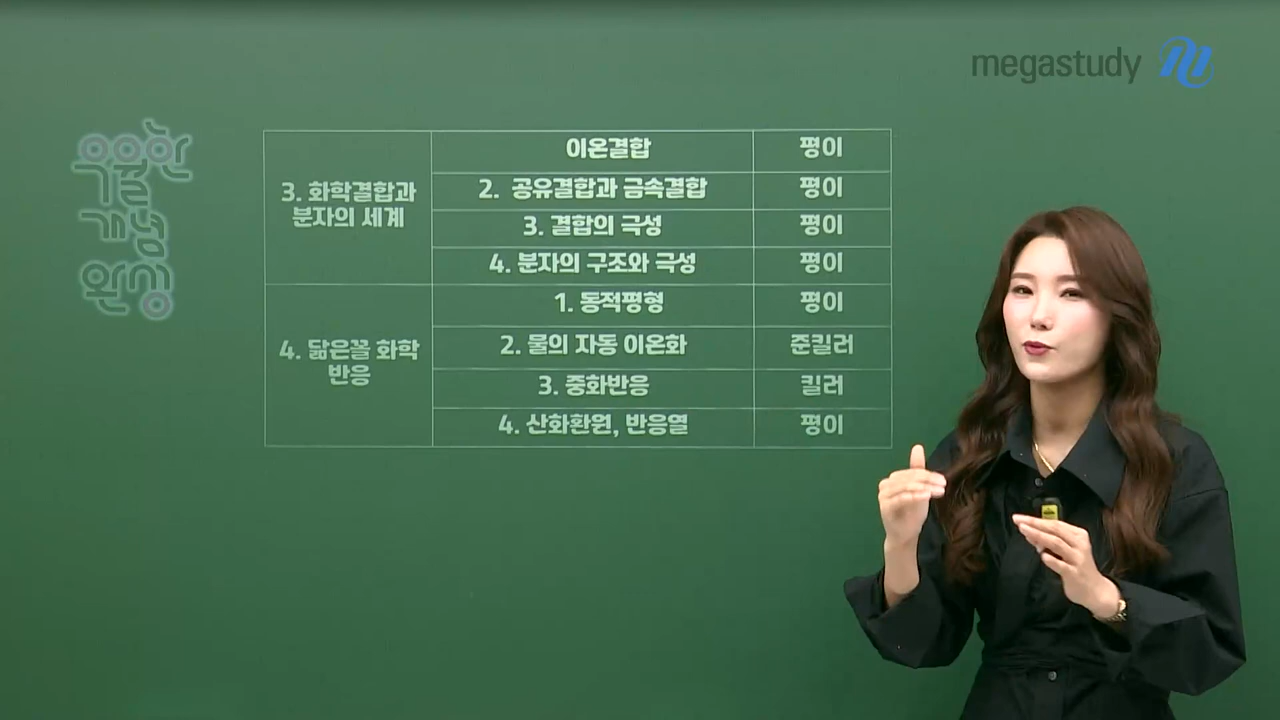 megastudy
이온결합
평이
3. 화학결합과
분자의 세계
2. 공유결합과 금속결합
평이
3. 결합의 극성
평이
4. 분자의 구조와 극성
평이
4. 닮은꼴 화학
반응
1. 동적평형
평이
2. 물의 자동 이온화
준킬러
3. 중화반응
킬러
4. 산화환원, 반응열
평이